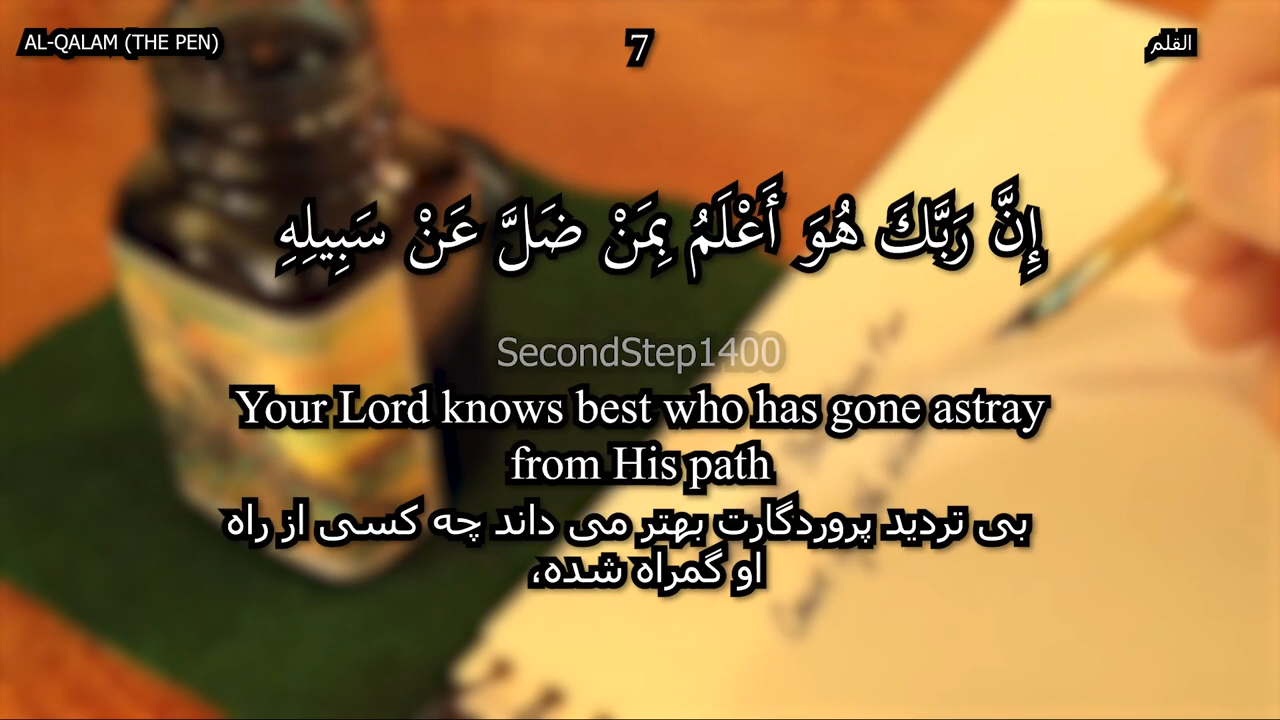 AL-QALAM (THE PEN)
7
القلم
إِنَّ رَبَّكَ هُوَ أَعْلَمُ بِمَنْ ضَلَّ عَنْ سَبِيلِهِ
SecondStep1400
Your Lord knows best who has gone astray
from His path
بی تردید پروردگارت بهتر می داند چه کسی از راه
او گمراه شده،